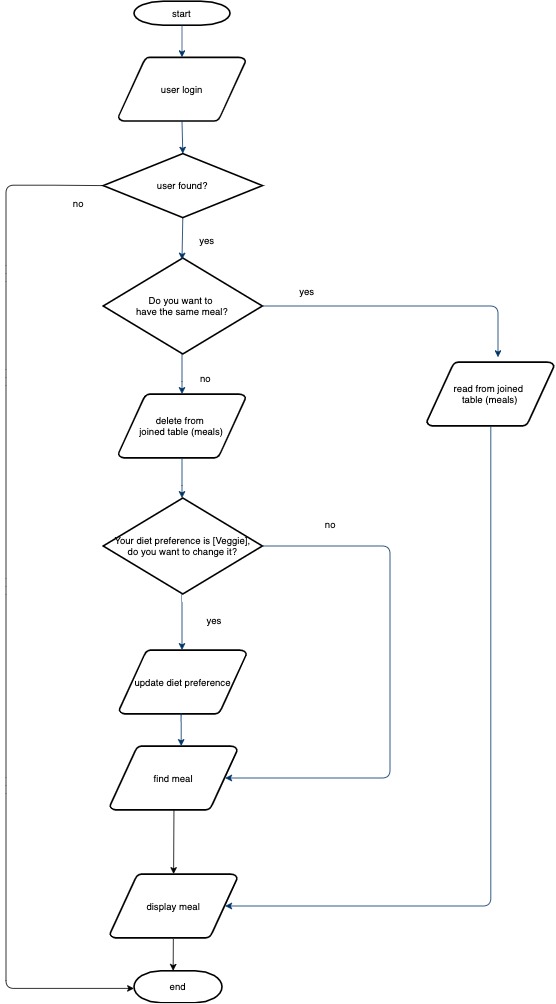 start
user login
user found?
no
yes
Do you want to
have the same meal?
yes
no
read from joined
table (meals)
delete from
joined table (meals)
no
Your diet preference is [Veggie],
do you want to change it?
yes
update diet preference
find meal
display meal
end